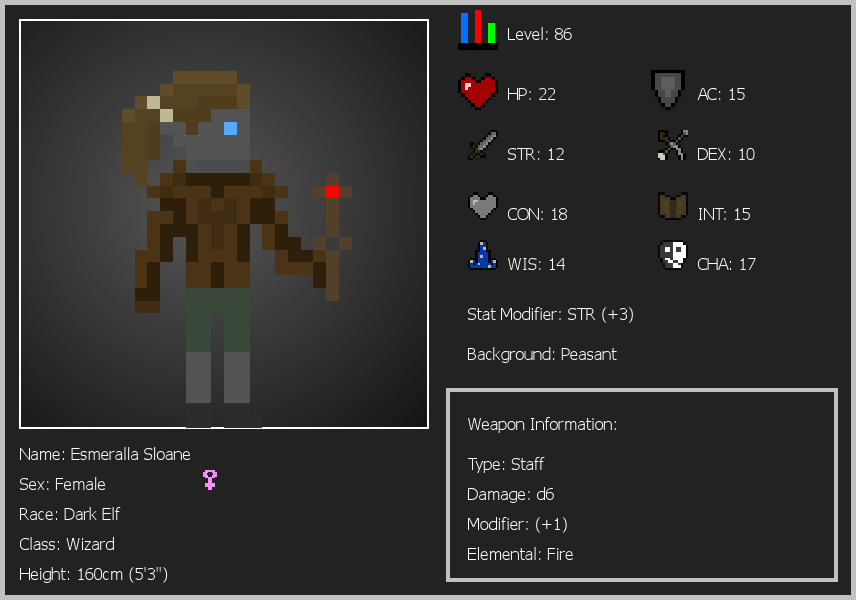 Level: 86
HP: 22
AC: 15
STR: 12
DEX: 10
CON: 18
INT: 15
WIS: 14
CHA: 17
Stat Modifier: STR (+3)
Background: Peasant
Weapon Information:
Type: Staff
Damage: d6
Modifier: (+1)
Elemental: Fire
Name: Esmeralla Sloane
Sex: Female
Race: Dark Elf
Class: Wizard
Height: 160cm (5'3")